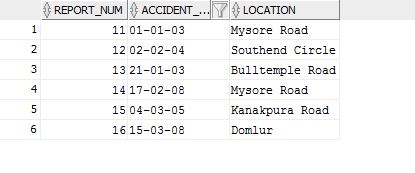 REPORT_NUM ACCIDENT_... LOCATION
1 11 01-01-03 Mysore Road
2 12 02-02-04 Southend Circle
3 13 21-01-03 Bulltemple Road
4 14 17-02-08 Mysore Road
5 15 04-03-05 Kanakpura Road
6 16 15-03-08 Domlur